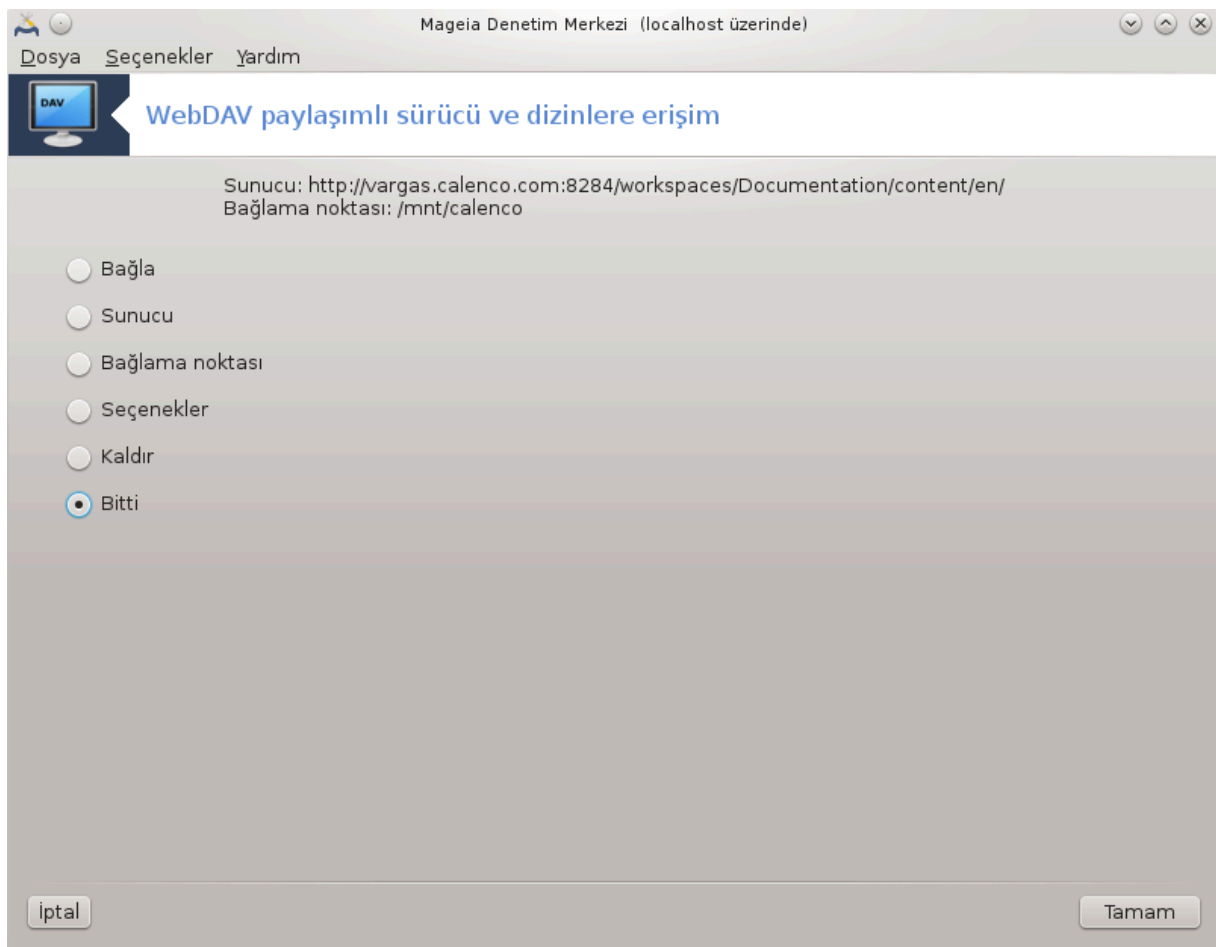 Mageia Denetim Merkezi (localhost üzerinde)
Dosya Seçenekler Yardım
DAV
WebDAV paylaşımlı sürücü ve dizinlere erişim
Sunucu: http://vargas.calenco.com:8284/workspaces/Documentation/content/en/
Bağlama noktası: /mnt/calenco
Bağla
Sunucu
Bağlama noktası
Seçenekler
Kaldır
Bitti
İptal Tamam